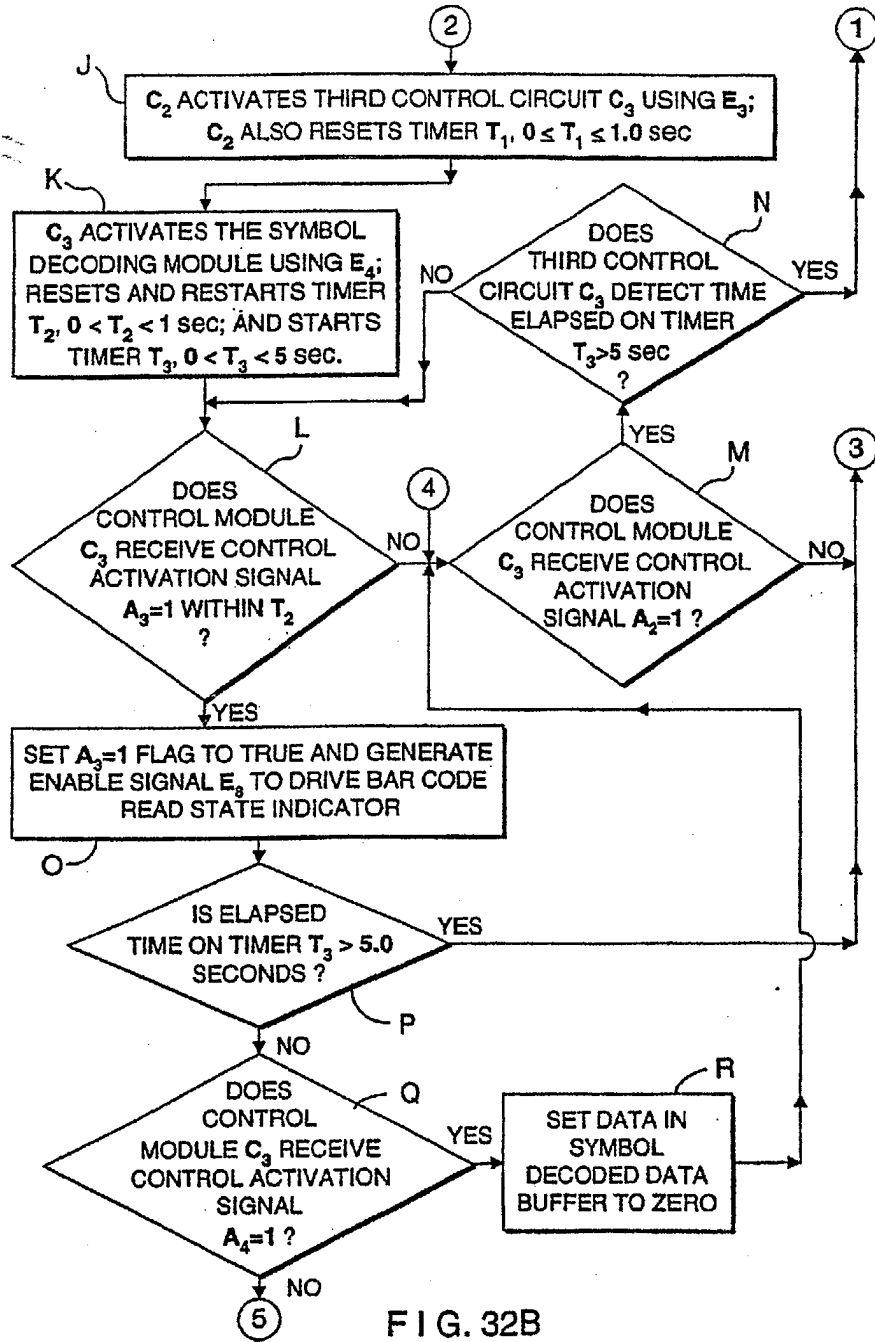 2
1
J
C2 ACTIVATES THIRD CONTROL CIRCUIT C3 USING E3;
C2 ALSO RESETS TIMER T1, 0 ≤ T1 ≤ 1.0 sec
K
C3 ACTIVATES THE SYMBOL
DECODING MODULE USING E4;
RESETS AND RESTARTS TIMER
T2, 0 < T2 < 1 sec; AND STARTS
TIMER T3, 0 < T3 < 5 sec.
N
DOES
THIRD CONTROL
CIRCUIT C3 DETECT TIME
ELAPSED ON TIMER
T3>5 sec
?
NO
YES
L
DOES
CONTROL MODULE
C3 RECEIVE CONTROL
ACTIVATION SIGNAL
A3=1 WITHIN T2
?
NO
YES
4
YES
M
DOES
CONTROL MODULE
C3 RECEIVE CONTROL
ACTIVATION
SIGNAL A2=1 ?
NO
3
SET A3=1 FLAG TO TRUE AND GENERATE
ENABLE SIGNAL E8 TO DRIVE BAR CODE
READ STATE INDICATOR
O
IS ELAPSED
TIME ON TIMER T3 > 5.0
SECONDS ?
YES
P
NO
Q
DOES
CONTROL
MODULE C3 RECEIVE
CONTROL ACTIVATION
SIGNAL
A4=1 ?
YES
R
SET DATA IN
SYMBOL
DECODED DATA
BUFFER TO ZERO
NO
5
FIG. 32B